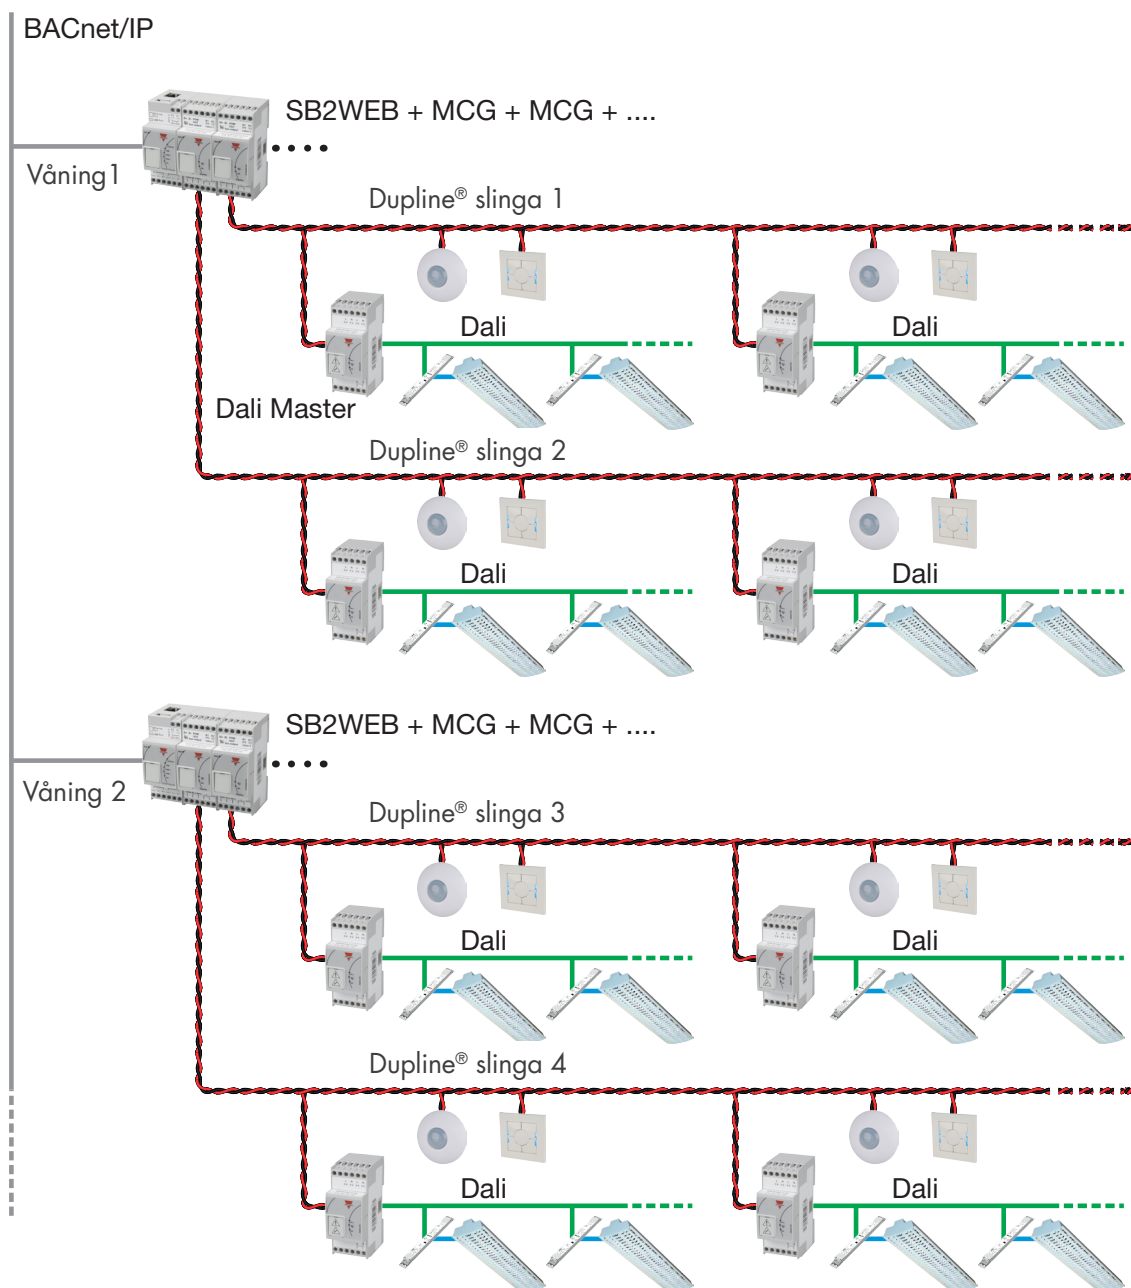 BACnet/IP
SB2WEB + MCG + MCG + ....
Våning1
Dupline® slinga 1
Dali
Dali
Dali Master
Dupline® slinga 2
Dali
Dali
SB2WEB + MCG + MCG + ....
Våning 2
Dupline® slinga 3
Dali
Dali
Dupline® slinga 4
Dali
Dali